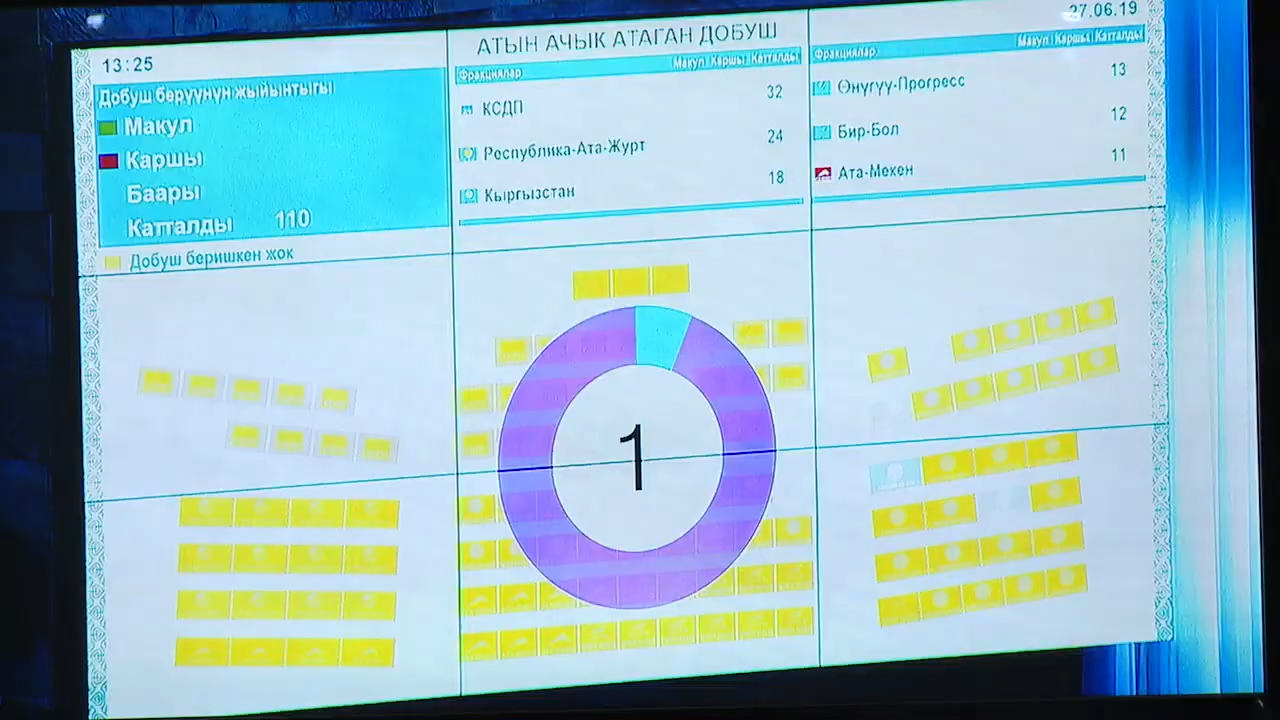 13:25
Добуш берүүнүн жыйынтыгы
Макул
Каршы
Баары
Катталды 110
Добуш беришкен жок
АТЫН АЧЫК АТАГАН ДОБУШ
Фракциялар Макул Каршы Катталды
КСДП 32
Республика-Ата-Журт 24
Кыргызстан 18
27.06.19
Фракциялар Макул Каршы Катталды
Өнүгүү-Прогресс 13
Бир-Бол 12
Ата-Мекен 11
1